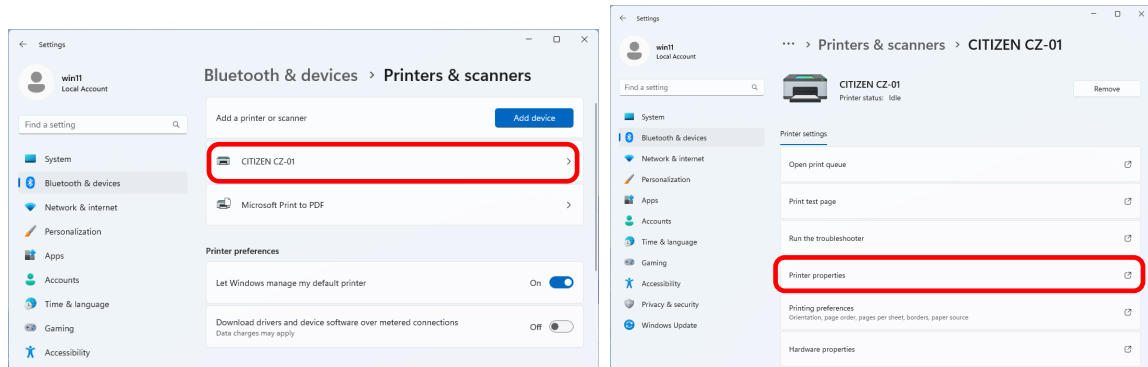 Settings
win11
Local Account
Find a setting
System
Bluetooth & devices
Network & internet
Personalization
Apps
Accounts
Time & language
Gaming
Accessibility
Bluetooth & devices > Printers & scanners
Add a printer or scanner
Add device
CITIZEN CZ-01
Microsoft Print to PDF
Printer preferences
Let Windows manage my default printer
On
Download drivers and device software over metered connections
Data charges may apply
Off
Settings
win11
Local Account
Find a setting
System
Bluetooth & devices
Network & internet
Personalization
Apps
Accounts
Time & language
Gaming
Accessibility
Privacy & security
Windows Update
··· > Printers & scanners > CITIZEN CZ-01
CITIZEN CZ-01
Printer status: Idle
Remove
Printer settings
Open print queue
Print test page
Run the troubleshooter
Printer properties
Printing preferences
Orientation, page order, pages per sheet, borders, paper source
Hardware properties